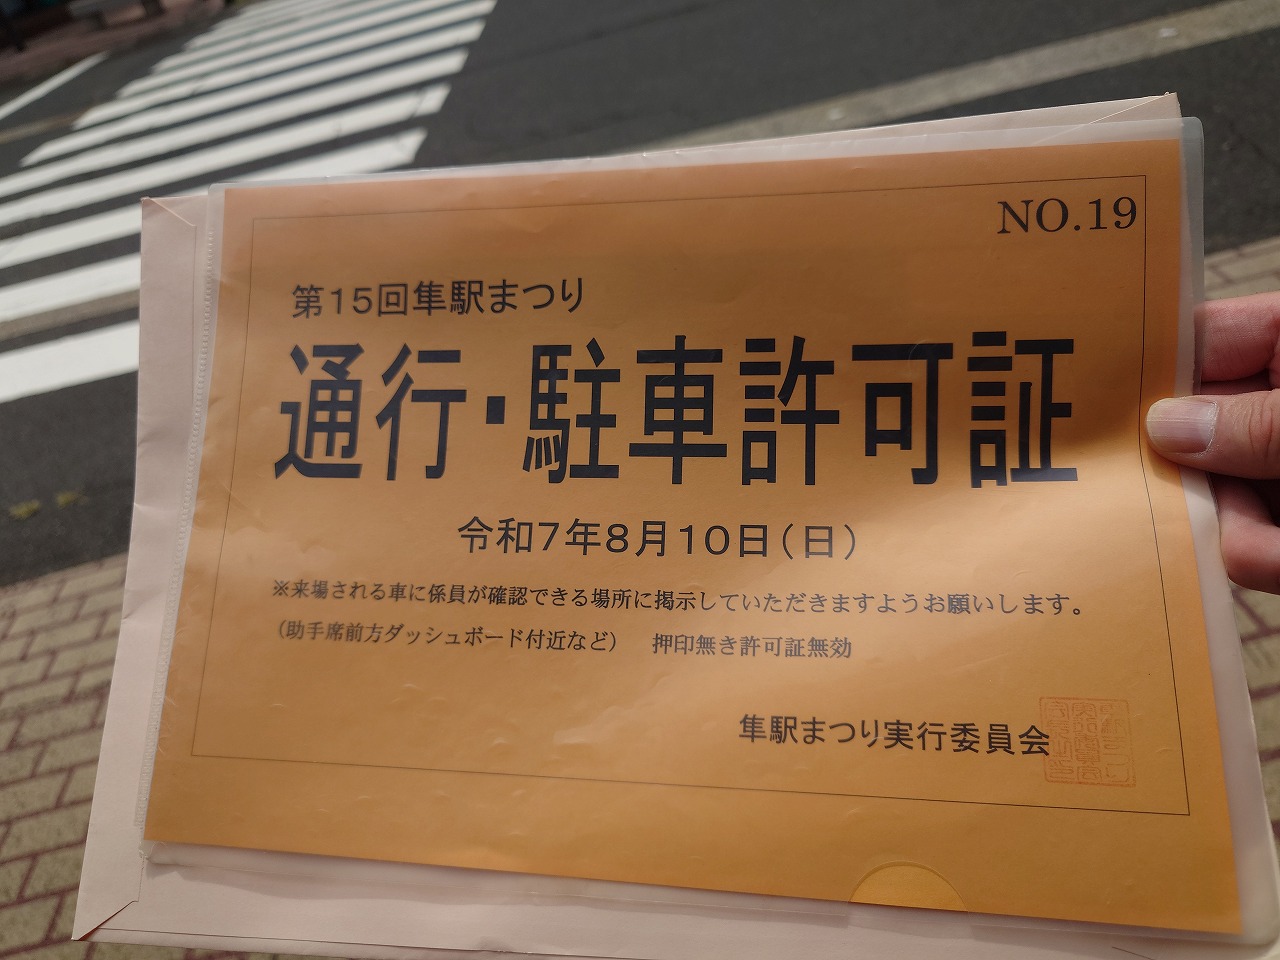 NO.19
第15回隼駅まつり
通行・駐車許可証
令和7年8月10日(日)
※来場される車に係員が確認できる場所に掲示していただきますようお願いします。
(助手席前方ダッシュボード付近など) 押印無き許可証無効
隼駅まつり実行委員会